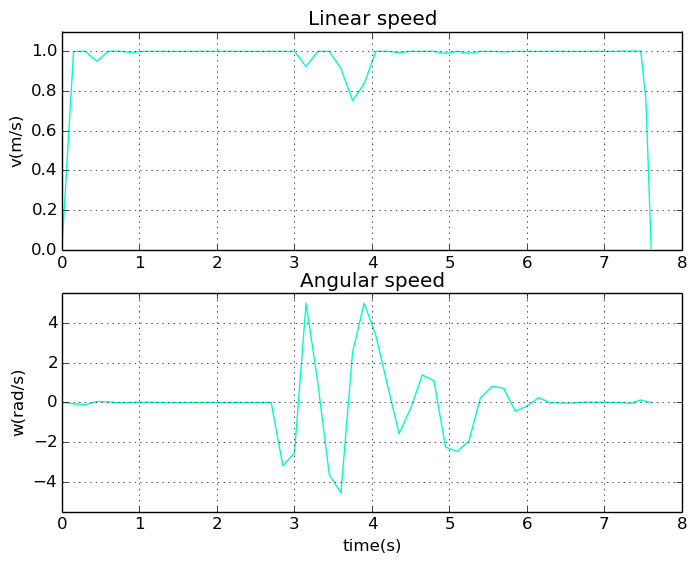 Linear speed
v(m/s)
1.0
0.8
0.6
0.4
0.2
0.0
0 1 2 3 4 5 6 7 8
Angular speed
w(rad/s)
4
2
0
−2
−4
0 1 2 3 4 5 6 7 8
time(s)